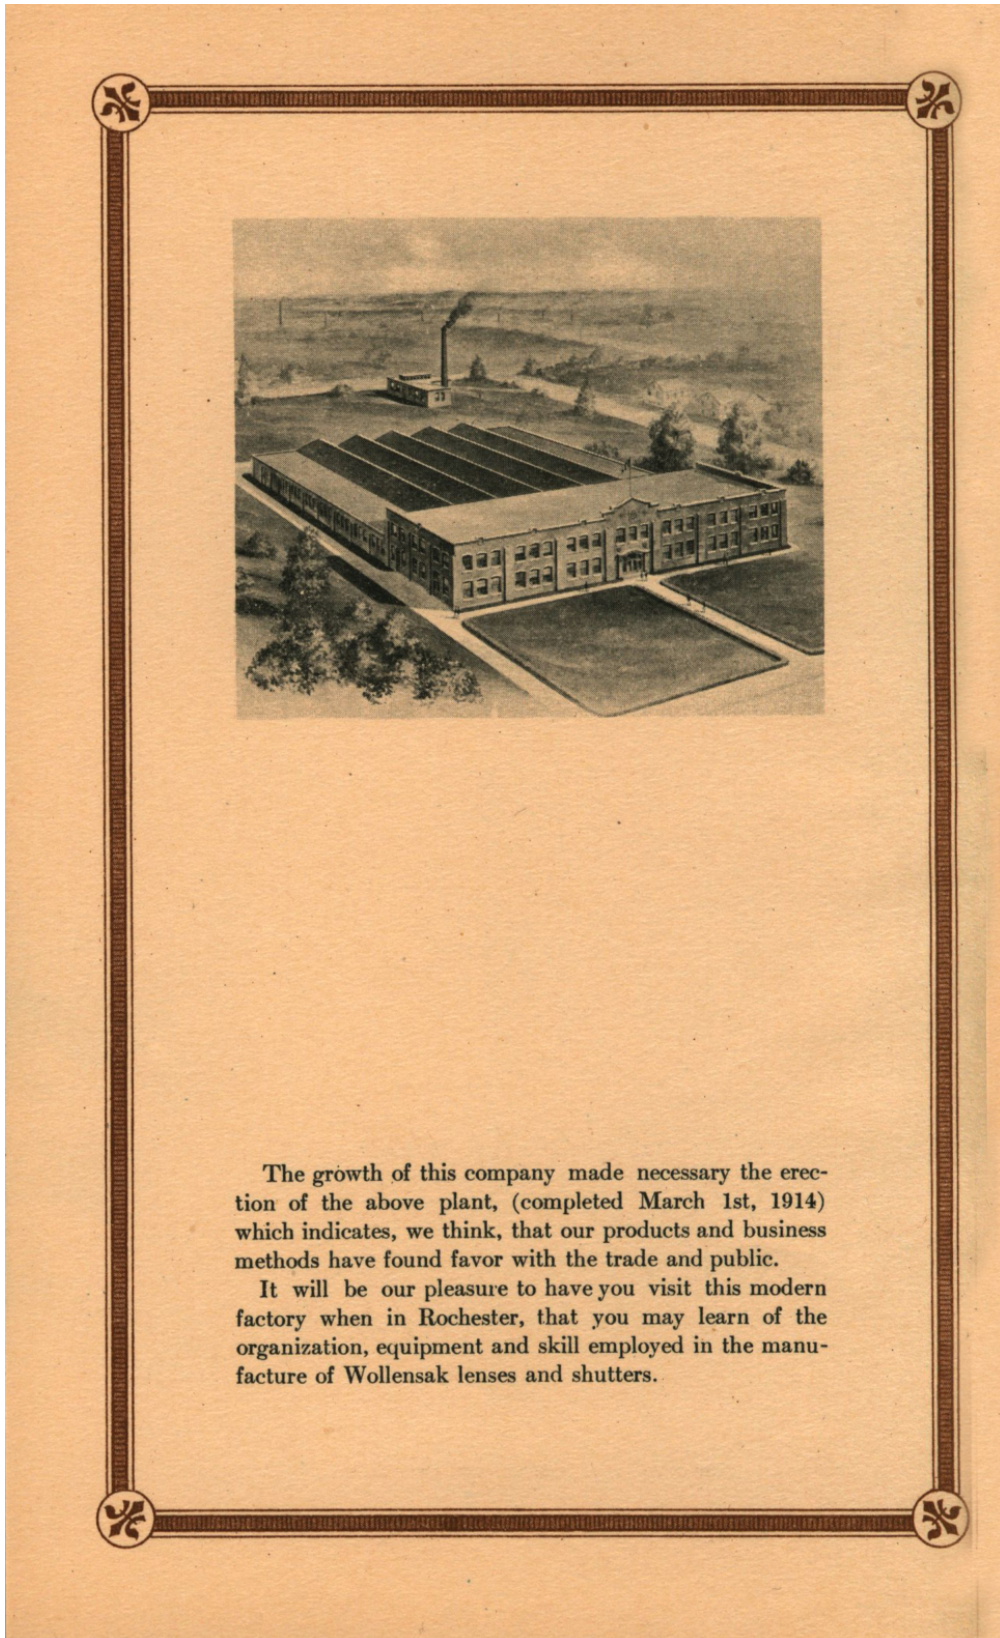 The growth of this company made necessary the erec-
tion of the above plant, (completed March 1st, 1914)
which indicates, we think, that our products and business
methods have found favor with the trade and public.
It will be our pleasure to have you visit this modern
factory when in Rochester, that you may learn of the
organization, equipment and skill employed in the manu-
facture of Wollensak lenses and shutters.